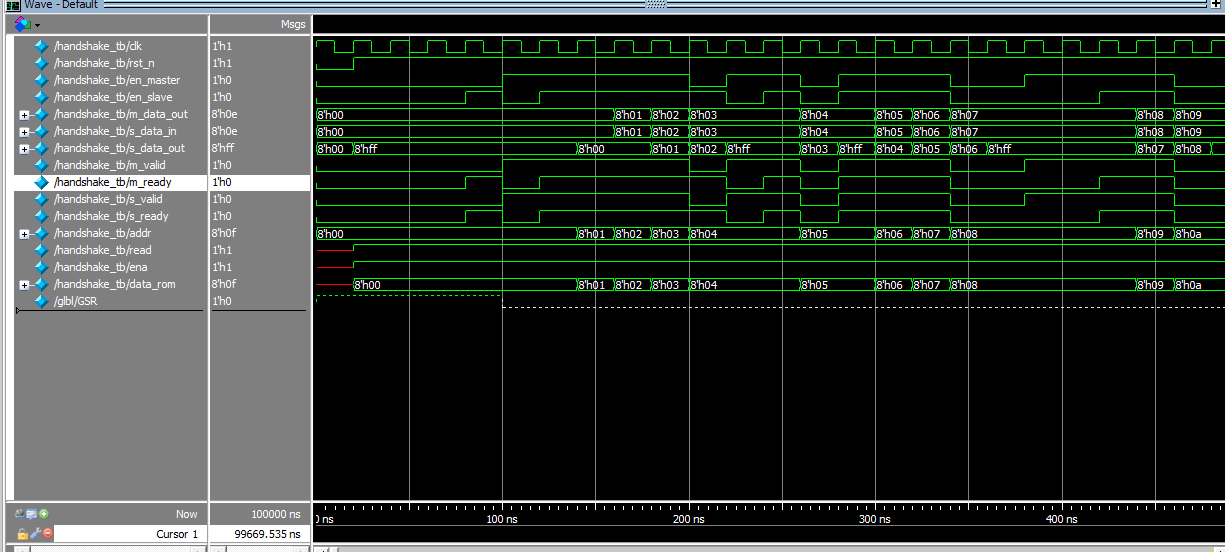 Wave - Default
Msgs
/handshake_tb/clk 1'h1
/handshake_tb/rst_n 1'h1
/handshake_tb/en_master 1'h0
/handshake_tb/en_slave 1'h0
/handshake_tb/m_data_out 8'h0e 8'h00 8'h01 8'h02 8'h03 8'h04 8'h05 8'h06 8'h07 8'h08 8'h09
/handshake_tb/s_data_in 8'h0e 8'h00 8'h01 8'h02 8'h03 8'h04 8'h05 8'h06 8'h07 8'h08 8'h09
/handshake_tb/s_data_out 8'hff 8'h00 8'hff 8'h00 8'h01 8'h02 8'hff 8'h03 8'hff 8'h04 8'h05 8'h06 8'hff 8'h07 8'h08
/handshake_tb/m_valid 1'h0
/handshake_tb/m_ready 1'h0
/handshake_tb/s_valid 1'h0
/handshake_tb/s_ready 1'h0
/handshake_tb/addr 8'h0f 8'h00 8'h01 8'h02 8'h03 8'h04 8'h05 8'h06 8'h07 8'h08 8'h09 8'h0a
/handshake_tb/read 1'h1
/handshake_tb/ena 1'h1
/handshake_tb/data_rom 8'h0f 8'h00 8'h01 8'h02 8'h03 8'h04 8'h05 8'h06 8'h07 8'h08 8'h09 8'h0a
/glbl/GSR 1'h0
Now 100000 ns 0 ns 100 ns 200 ns 300 ns 400 ns
Cursor 1 99669.535 ns